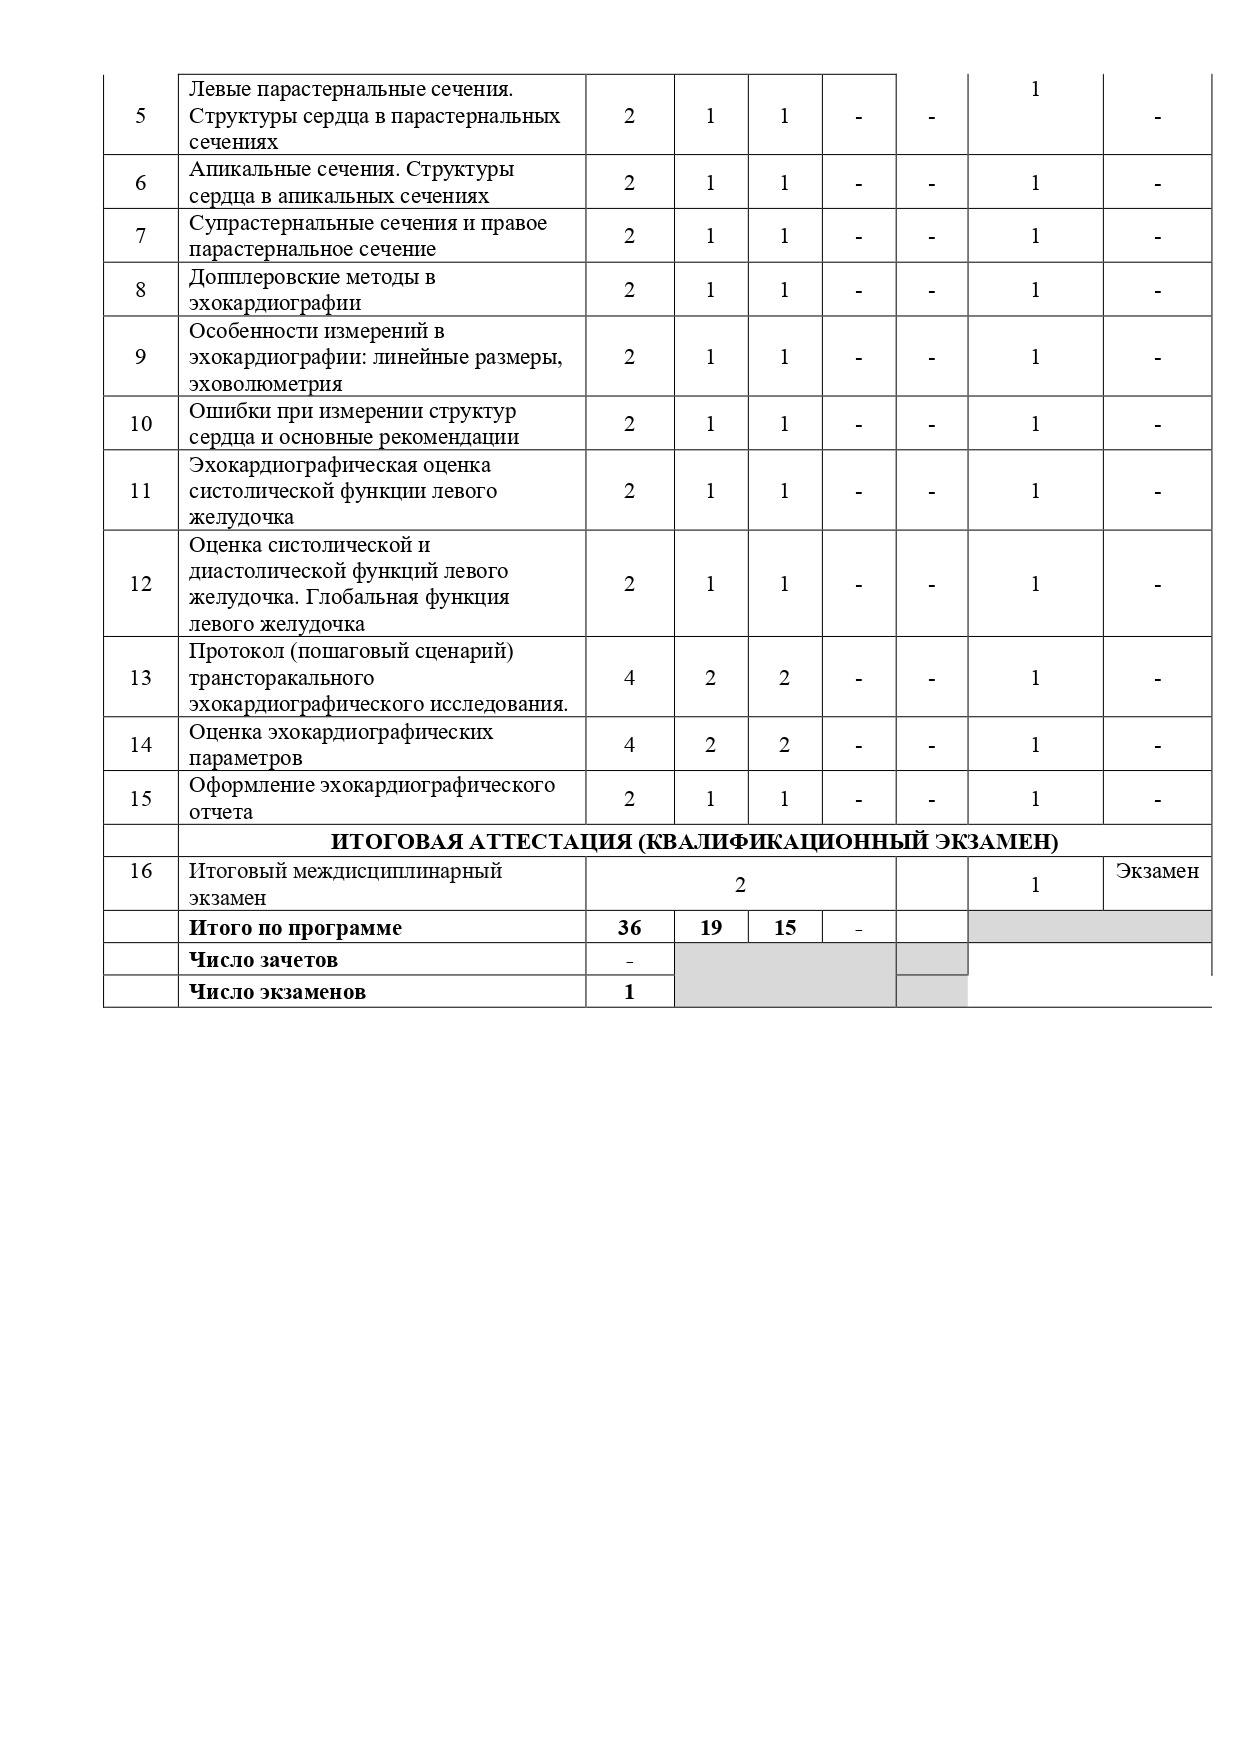 Левые парастернальные сечения.
1
5 Структуры сердца в парастернальных 2 1 1 - - -
сечениях
Апикальные сечения. Структуры
6 2 1 1 - - 1 -
сердца в апикальных сечениях
Супрастернальные сечения и правое
7 2 1 1 - - 1 -
парастернальное сечение
Допплеровские методы в
8 2 1 1 - - 1 -
эхокардиографии
Особенности измерений в
9 эхокардиографии: линейные размеры, 2 1 1 - - 1 -
эховолюметрия
Ошибки при измерении структур
10 2 1 1 - - 1 -
сердца и основные рекомендации
Эхокардиографическая оценка
11 систолической функции левого 2 1 1 - - 1 -
желудочка
Оценка систолической и
диастолической функций левого
12 2 1 1 - - 1 -
желудочка. Глобальная функция
левого желудочка
Протокол (пошаговый сценарий)
13 трансторакального 4 2 2 - - 1 -
эхокардиографического исследования.
Оценка эхокардиографических
14 4 2 2 - - 1 -
параметров
Оформление эхокардиографического
15 2 1 1 - - 1 -
отчета
ИТОГОВАЯ АТТЕСТАЦИЯ (КВАЛИФИКАЦИОННЫЙ ЭКЗАМЕН)
16 Итоговый междисциплинарный Экзамен
2 1
экзамен
Итого по программе 36 19 15 -
Число зачетов -
Число экзаменов 1